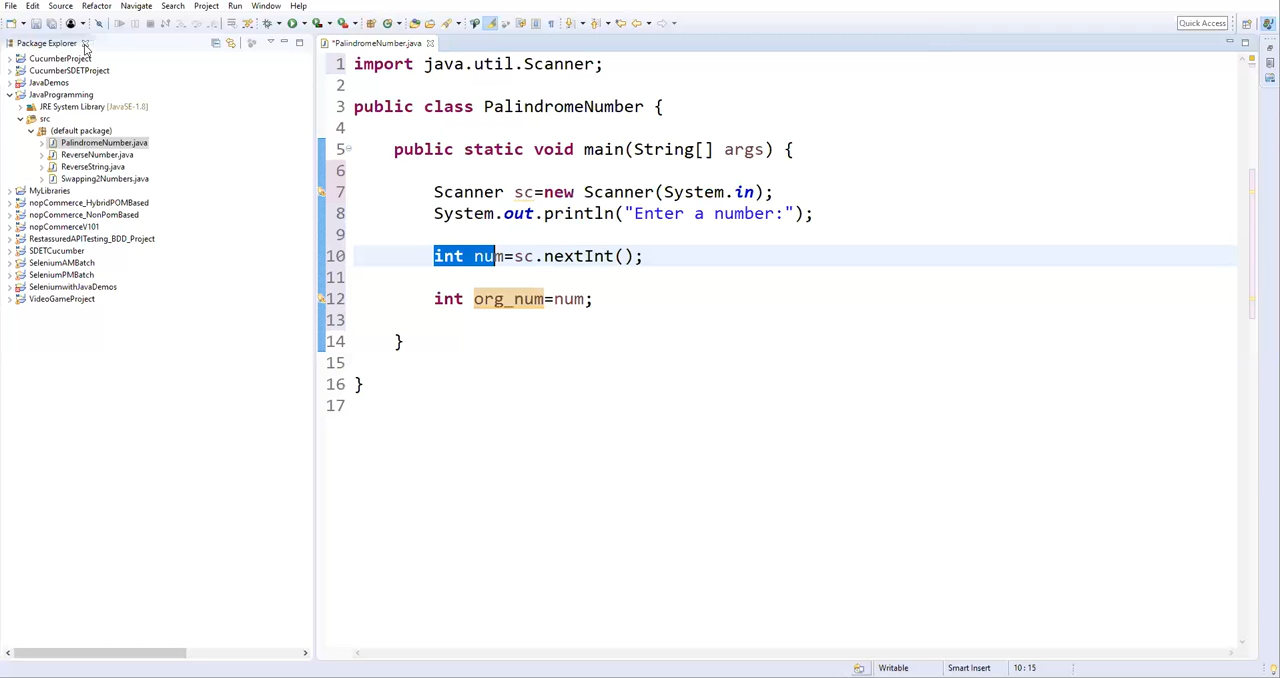 File Edit Source Refactor Navigate Search Project Run Window Help
Quick Access
Package Explorer
*PalindromeNumber.java
CucumberProject
CucumberSDETProject
JavaDemos
JavaProgramming
JRE System Library [JavaSE-1.8]
src
(default package)
PalindromeNumber.java
ReverseNumber.java
ReverseString.java
Swapping2Numbers.java
MyLibraries
nopCommerce_HybridPOMBased
nopCommerce_NonPomBased
nopCommerceV101
RestassuredAPITesting_BDD_Project
SDETCucumber
SeleniumAMBatch
SeleniumPMBatch
SeleniumwithJavaDemos
VideoGameProject
1 import java.util.Scanner;
2
3 public class PalindromeNumber {
4
5 public static void main(String[] args) {
6
7 Scanner sc=new Scanner(System.in);
8 System.out.println("Enter a number:");
9
10 int num=sc.nextInt();
11
12 int org_num=num;
13
14 }
15
16 }
17
Writable Smart Insert 10 : 15